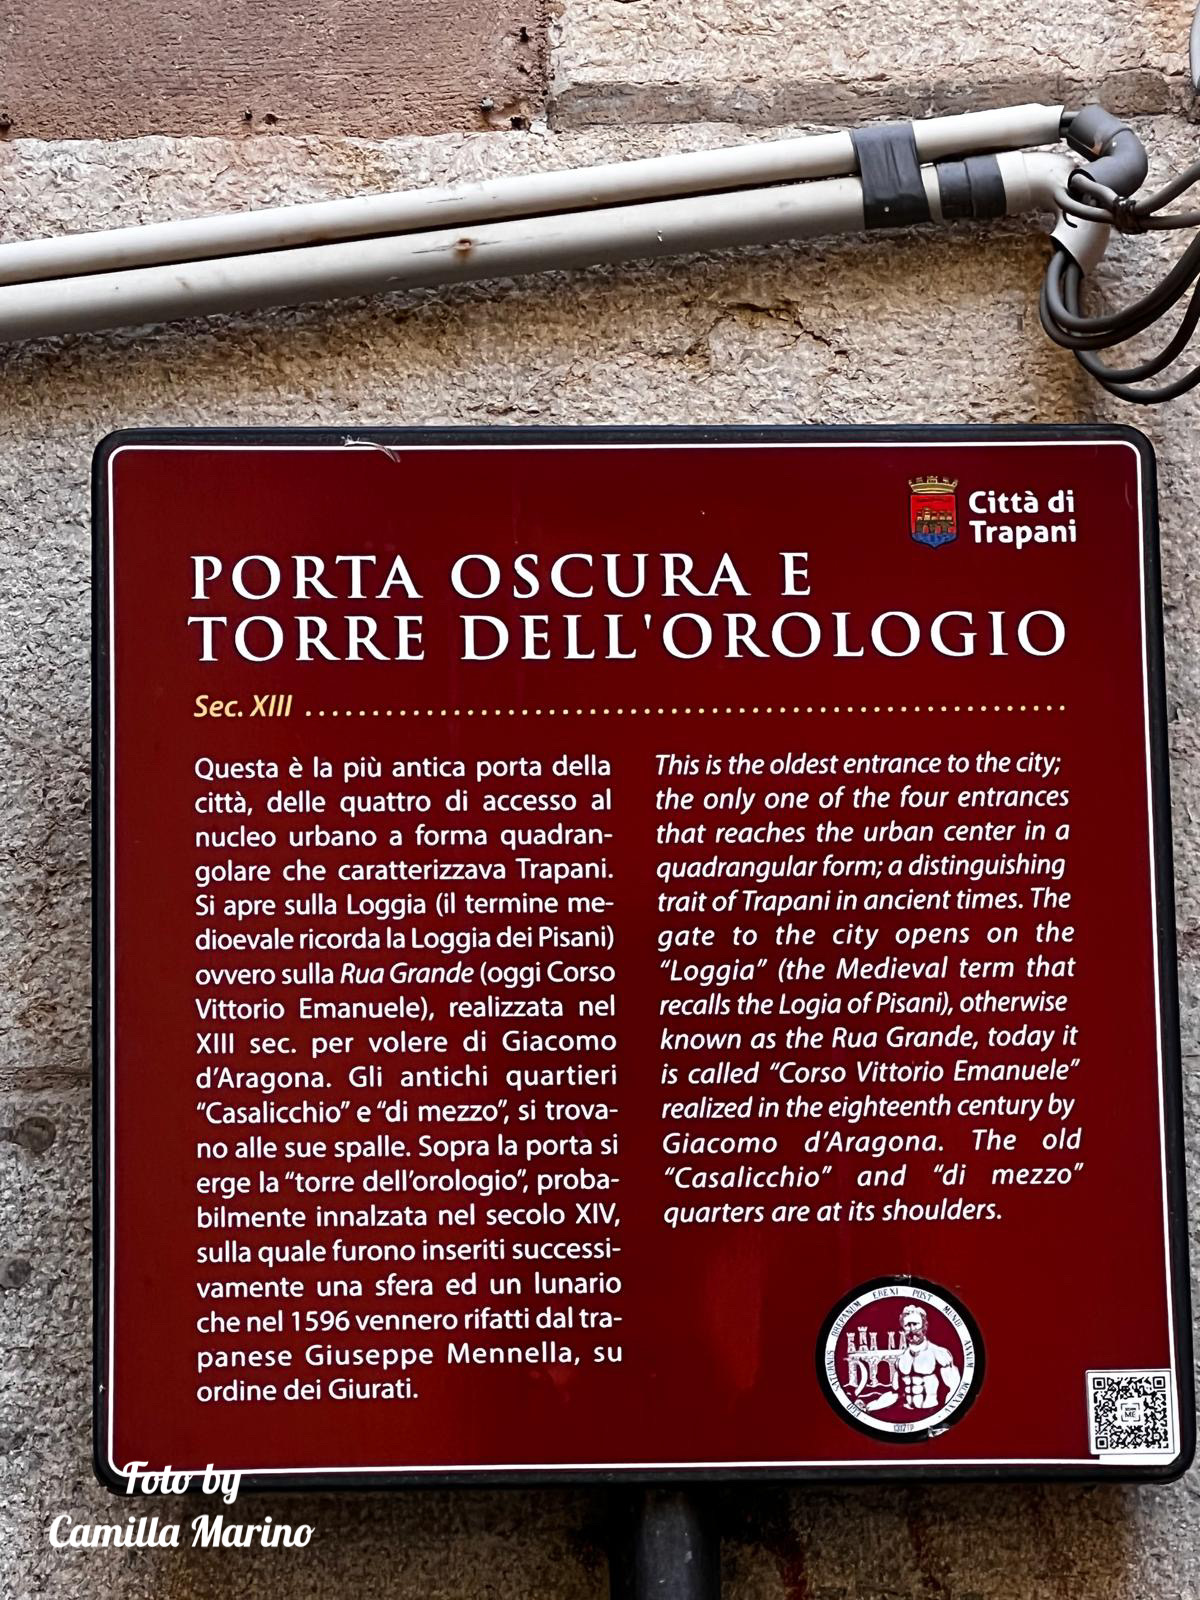 Città di
Trapani
PORTA OSCURA E
TORRE DELL'OROLOGIO
Sec. XIII
Questa è la più antica porta della
città, delle quattro di accesso al
nucleo urbano a forma quadran-
golare che caratterizzava Trapani.
Si apre sulla Loggia (il termine me-
dioevale ricorda la Loggia dei Pisani)
ovvero sulla Rua Grande (oggi Corso
Vittorio Emanuele), realizzata nel
XIII sec. per volere di Giacomo
d'Aragona. Gli antichi quartieri
“Casalicchio” e “di mezzo”, si trova-
no alle sue spalle. Sopra la porta si
erge la “torre dell'orologio”, proba-
bilmente innalzata nel secolo XIV,
sulla quale furono inseriti successi-
vamente una sfera ed un lunario
che nel 1596 vennero rifatti dal tra-
panese Giuseppe Mennella, su
ordine dei Giurati.
This is the oldest entrance to the city;
the only one of the four entrances
that reaches the urban center in a
quadrangular form; a distinguishing
trait of Trapani in ancient times. The
gate to the city opens on the
“Loggia” (the Medieval term that
recalls the Logia of Pisani), otherwise
known as the Rua Grande, today it
is called “Corso Vittorio Emanuele”
realized in the eighteenth century by
Giacomo d'Aragona. The old
“Casalicchio” and “di mezzo”
quarters are at its shoulders.
DREPANUM EREXI POST MUNDI ANNUM
Foto by
Camilla Marino